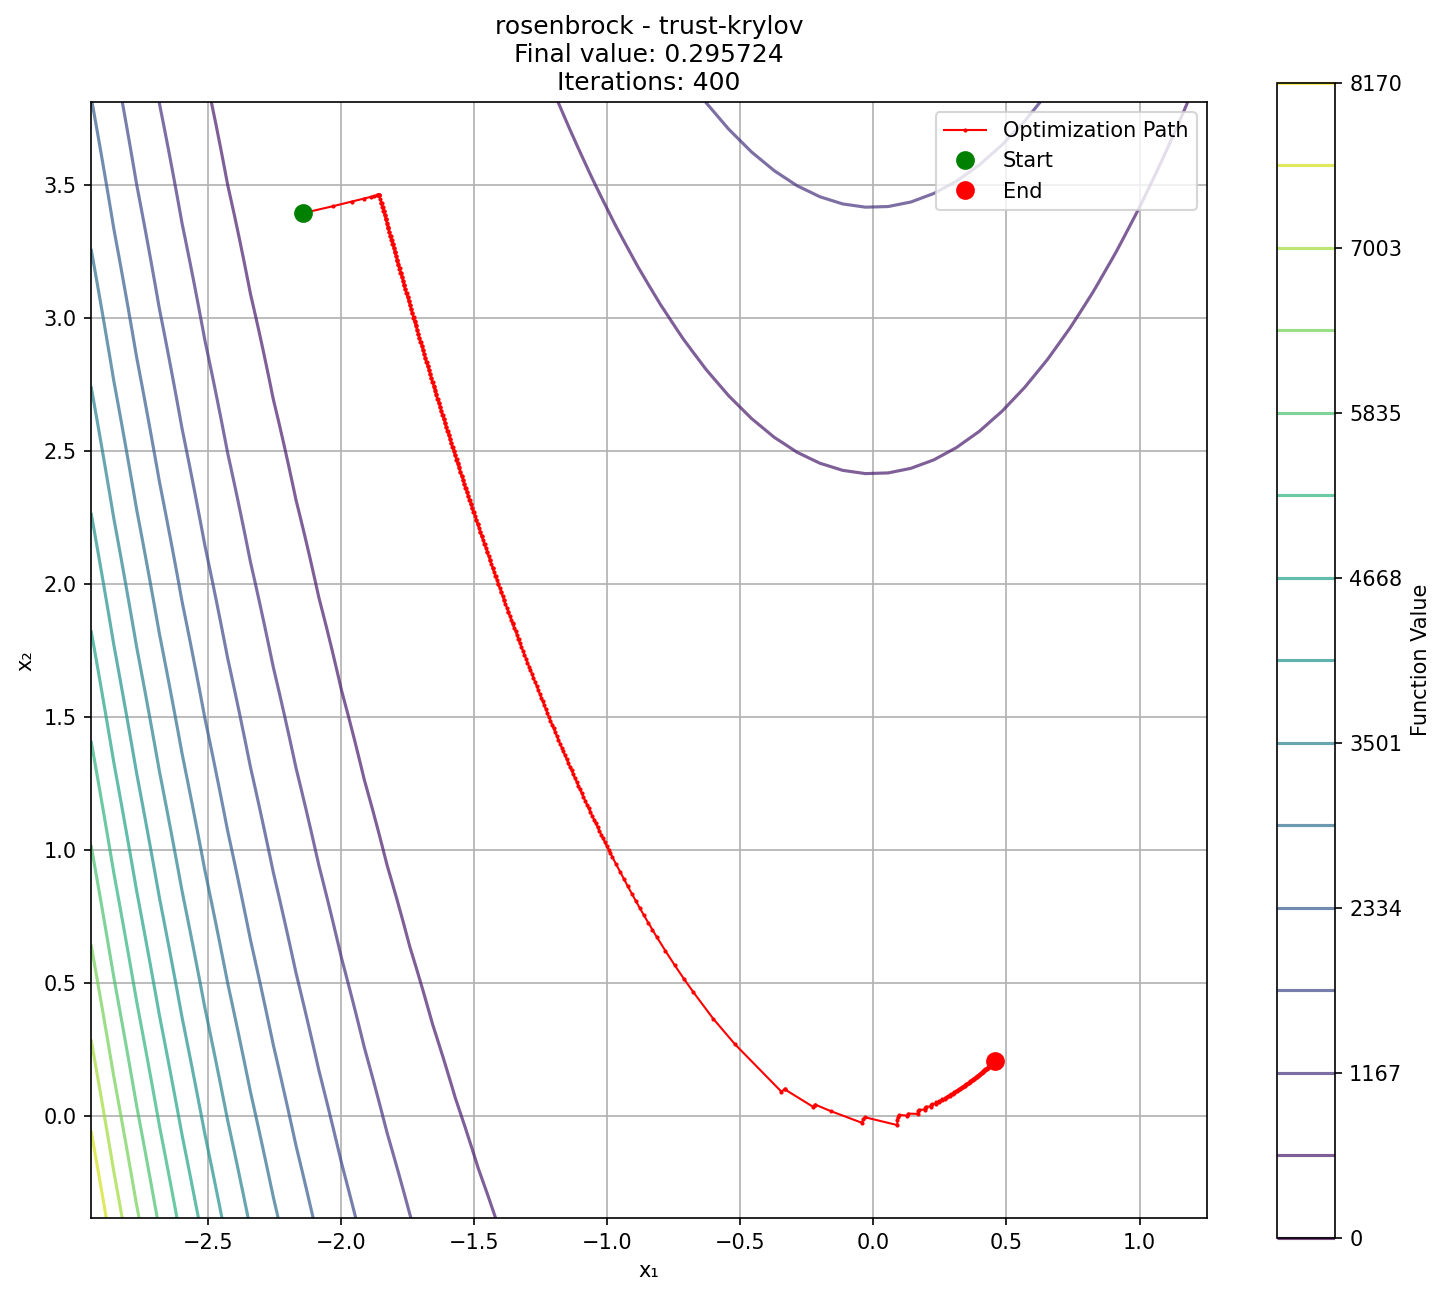 rosenbrock - trust-krylov
Final value: 0.295724
Iterations: 400
Optimization Path
Start
End
3.5
3.0
2.5
2.0
1.5
1.0
0.5
0.0
x₂
−2.5
−2.0
−1.5
−1.0
−0.5
0.0
0.5
1.0
x₁
8170
7003
5835
4668
3501
2334
1167
0
Function Value